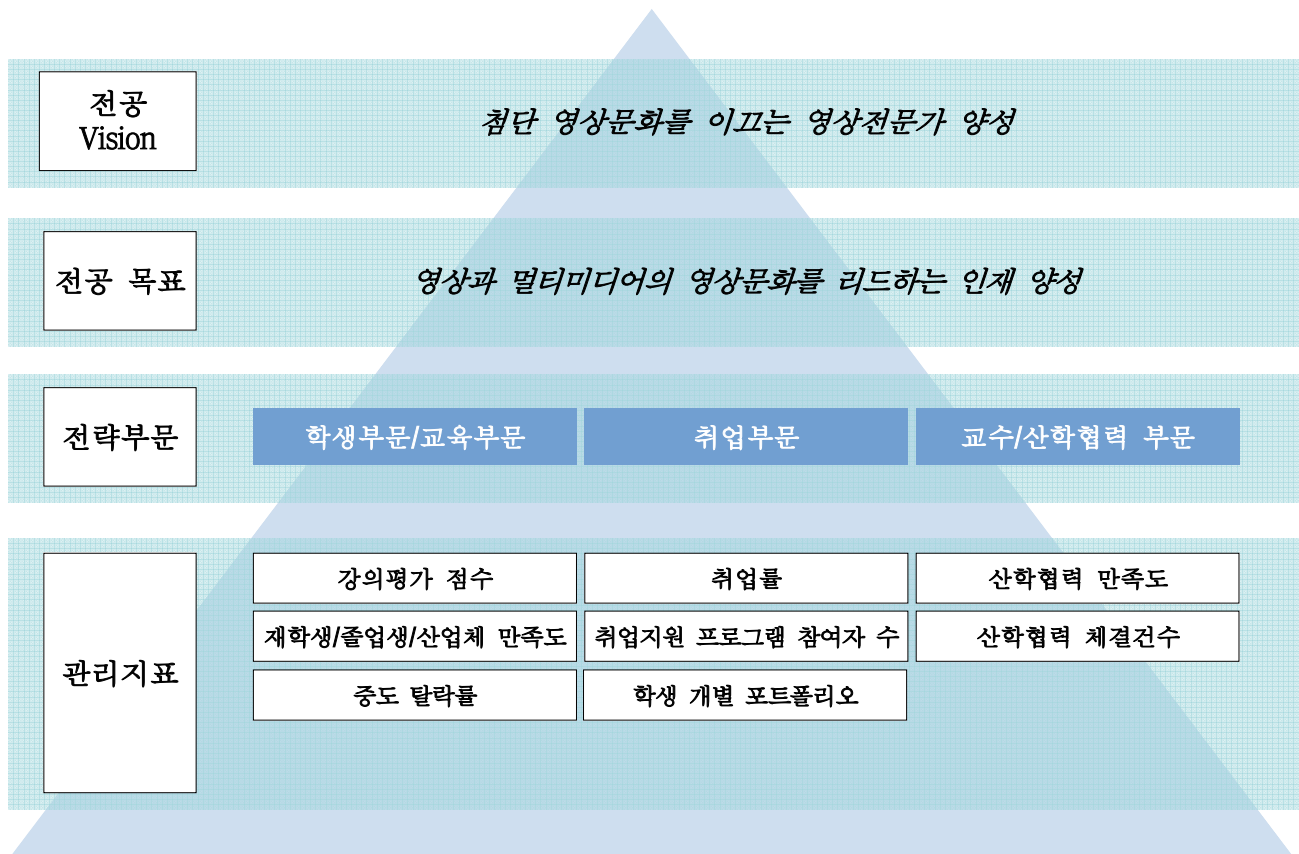 전공
Vision
첨단 영상문화를 이끄는 영상전문가 양성
전공 목표
영상과 멀티미디어의 영상문화를 리드하는 인재 양성
전략부문
학생부문/교육부문
취업부문
교수/산학협력 부문
관리지표
강의평가 점수
취업률
산학협력 만족도
재학생/졸업생/산업체 만족도
취업지원 프로그램 참여자 수
산학협력 체결건수
중도 탈락률
학생 개별 포트폴리오